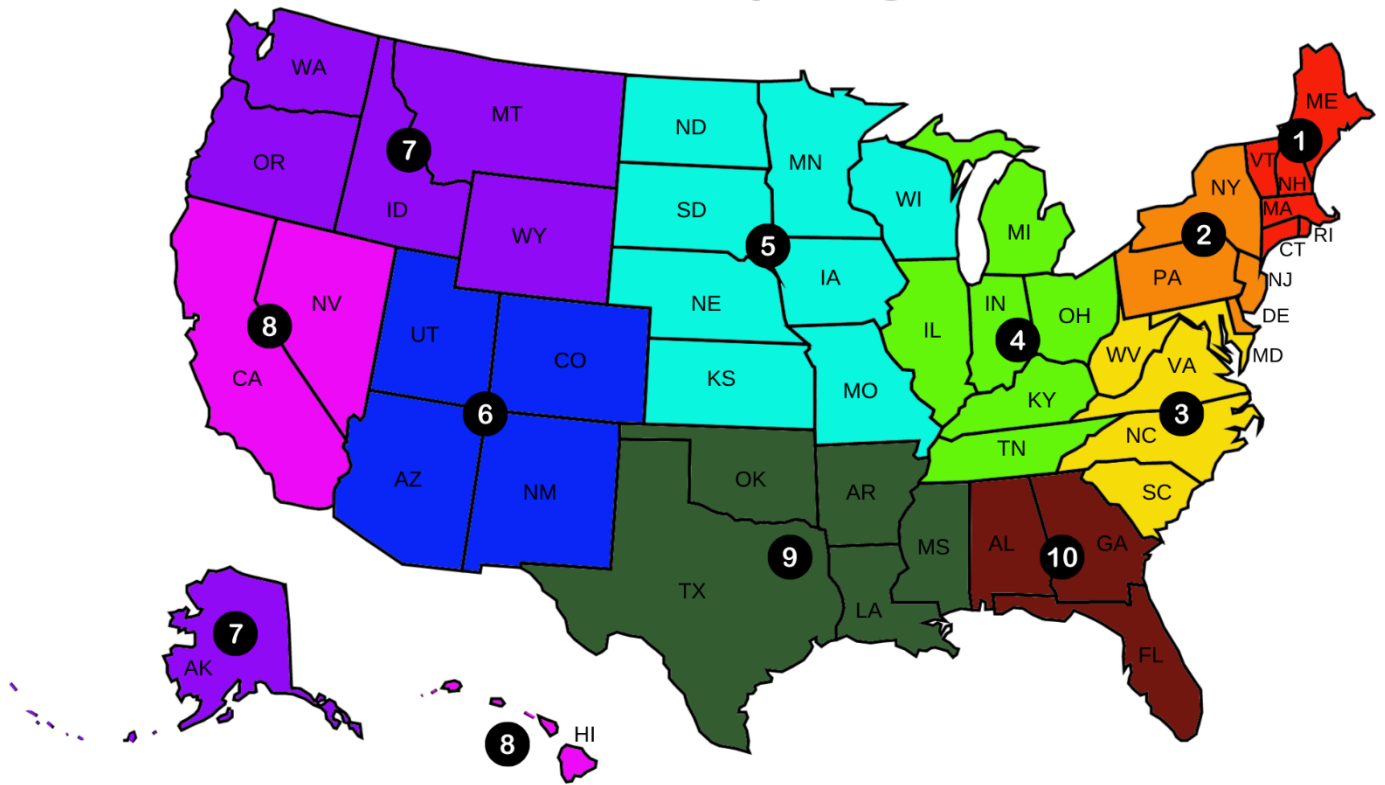 WA
MT
ND
MN
ME
1
VT
NH
7
OR
ID
SD
WI
NY
MA
RI
CT
WY
5
MI
2
NV
NE
IA
PA
NJ
UT
8
CO
KS
MO
IL
IN
OH
4
DE
MD
WV
VA
CA
KY
6
3
NC
TN
AZ
NM
OK
AR
SC
MS
AL
10
GA
9
TX
LA
FL
7
AK
8
HI